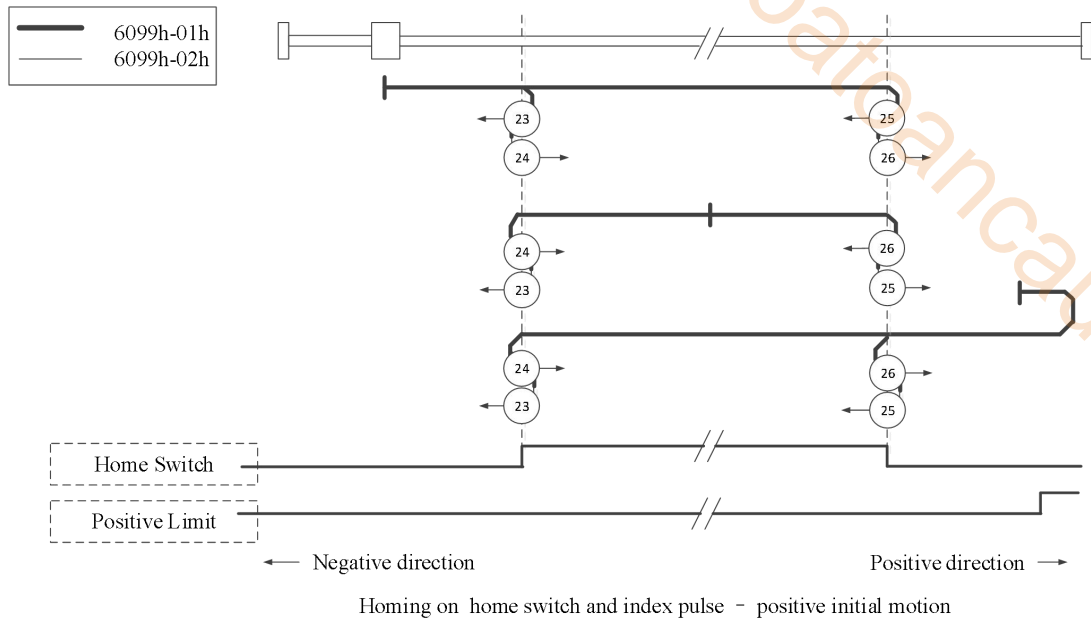 6099h-01h
6099h-02h
23
25
24
26
24
26
23
25
24
26
23
25
Home Switch
Positive Limit
Negative direction
Positive direction
Homing on home switch and index pulse - positive initial motion